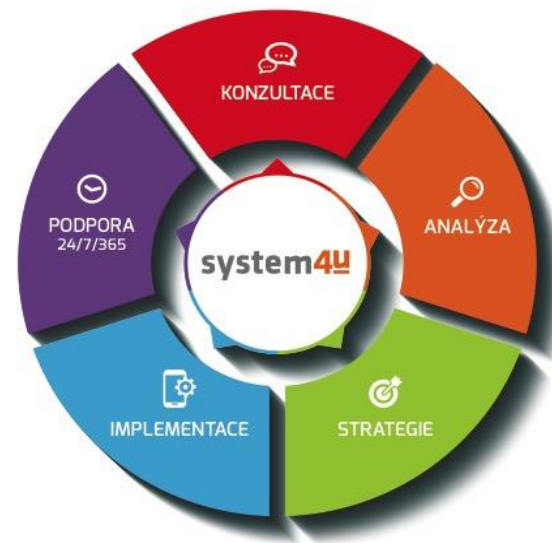 KONZULTACE
ANALÝZA
STRATEGIE
IMPLEMENTACE
PODPORA
24/7/365
system4u